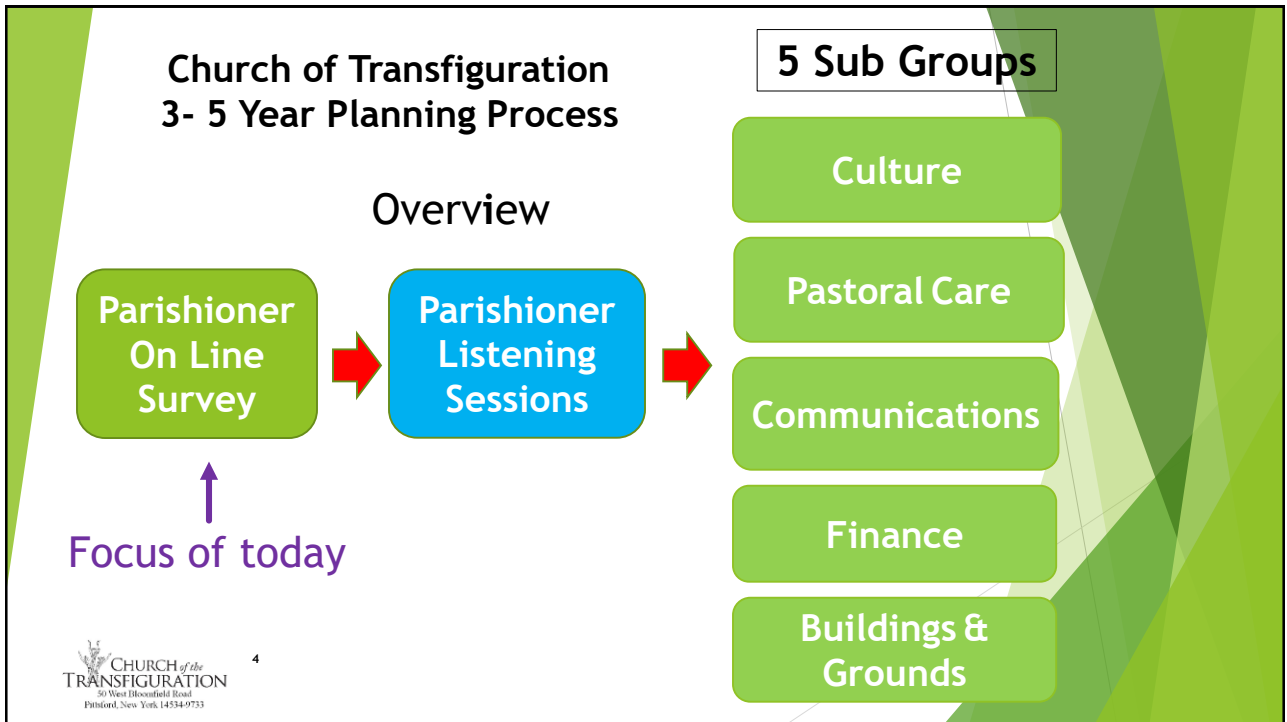 Church of Transfiguration
3- 5 Year Planning Process
Overview
Parishioner
On Line
Survey
Parishioner
Listening
Sessions
Focus of today
5 Sub Groups
Culture
Pastoral Care
Communications
Finance
Buildings &
Grounds
CHURCH of the
TRANSFIGURATION
50 West Bloomfield Road
Pittsford, New York 14534-9733
4